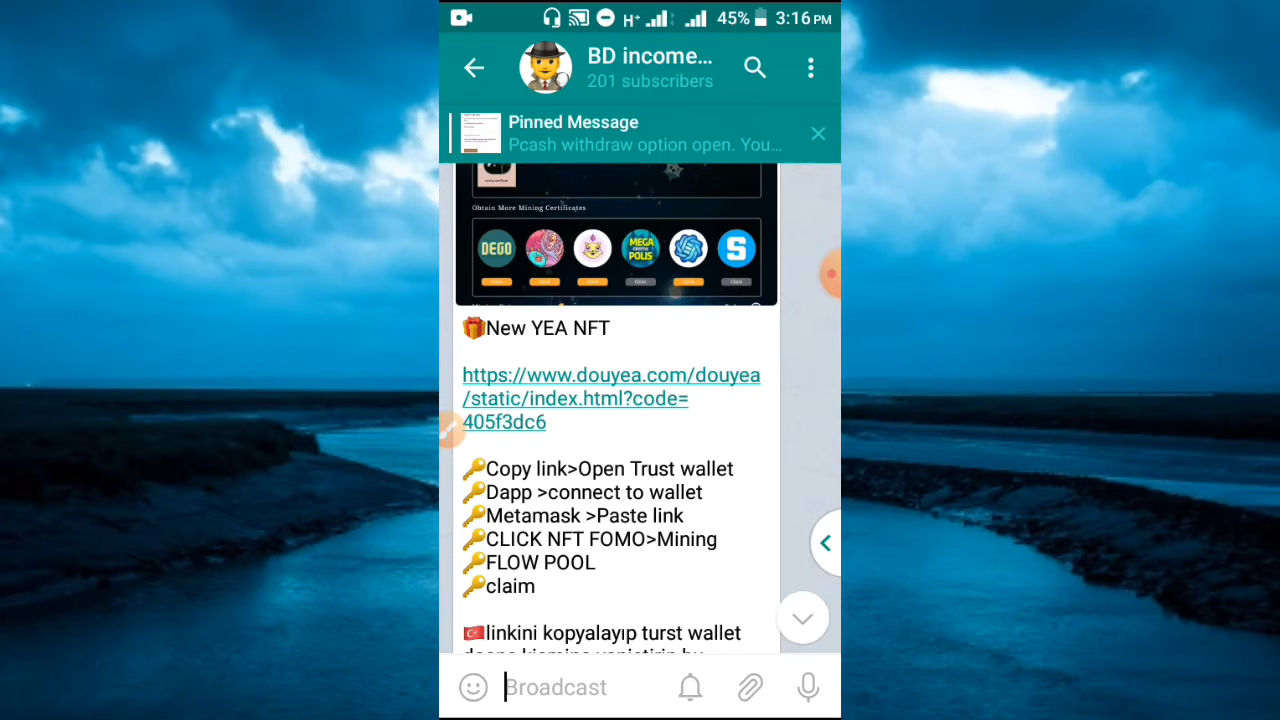 H+ 45% 3:16 PM
BD income...
201 subscribers
Pinned Message
Pcash withdraw option open. You...
Obtain More Mining Certificates
DEGO
MEGA
POLIS
S
🎁New YEA NFT
https://www.douyea.com/douyea
/static/index.html?code=
405f3dc6
🔑Copy link>Open Trust wallet
🔑Dapp >connect to wallet
🔑Metamask >Paste link
🔑CLICK NFT FOMO>Mining
🔑FLOW POOL
🔑claim
🇹🇷linkini kopyalayıp turst wallet
Broadcast